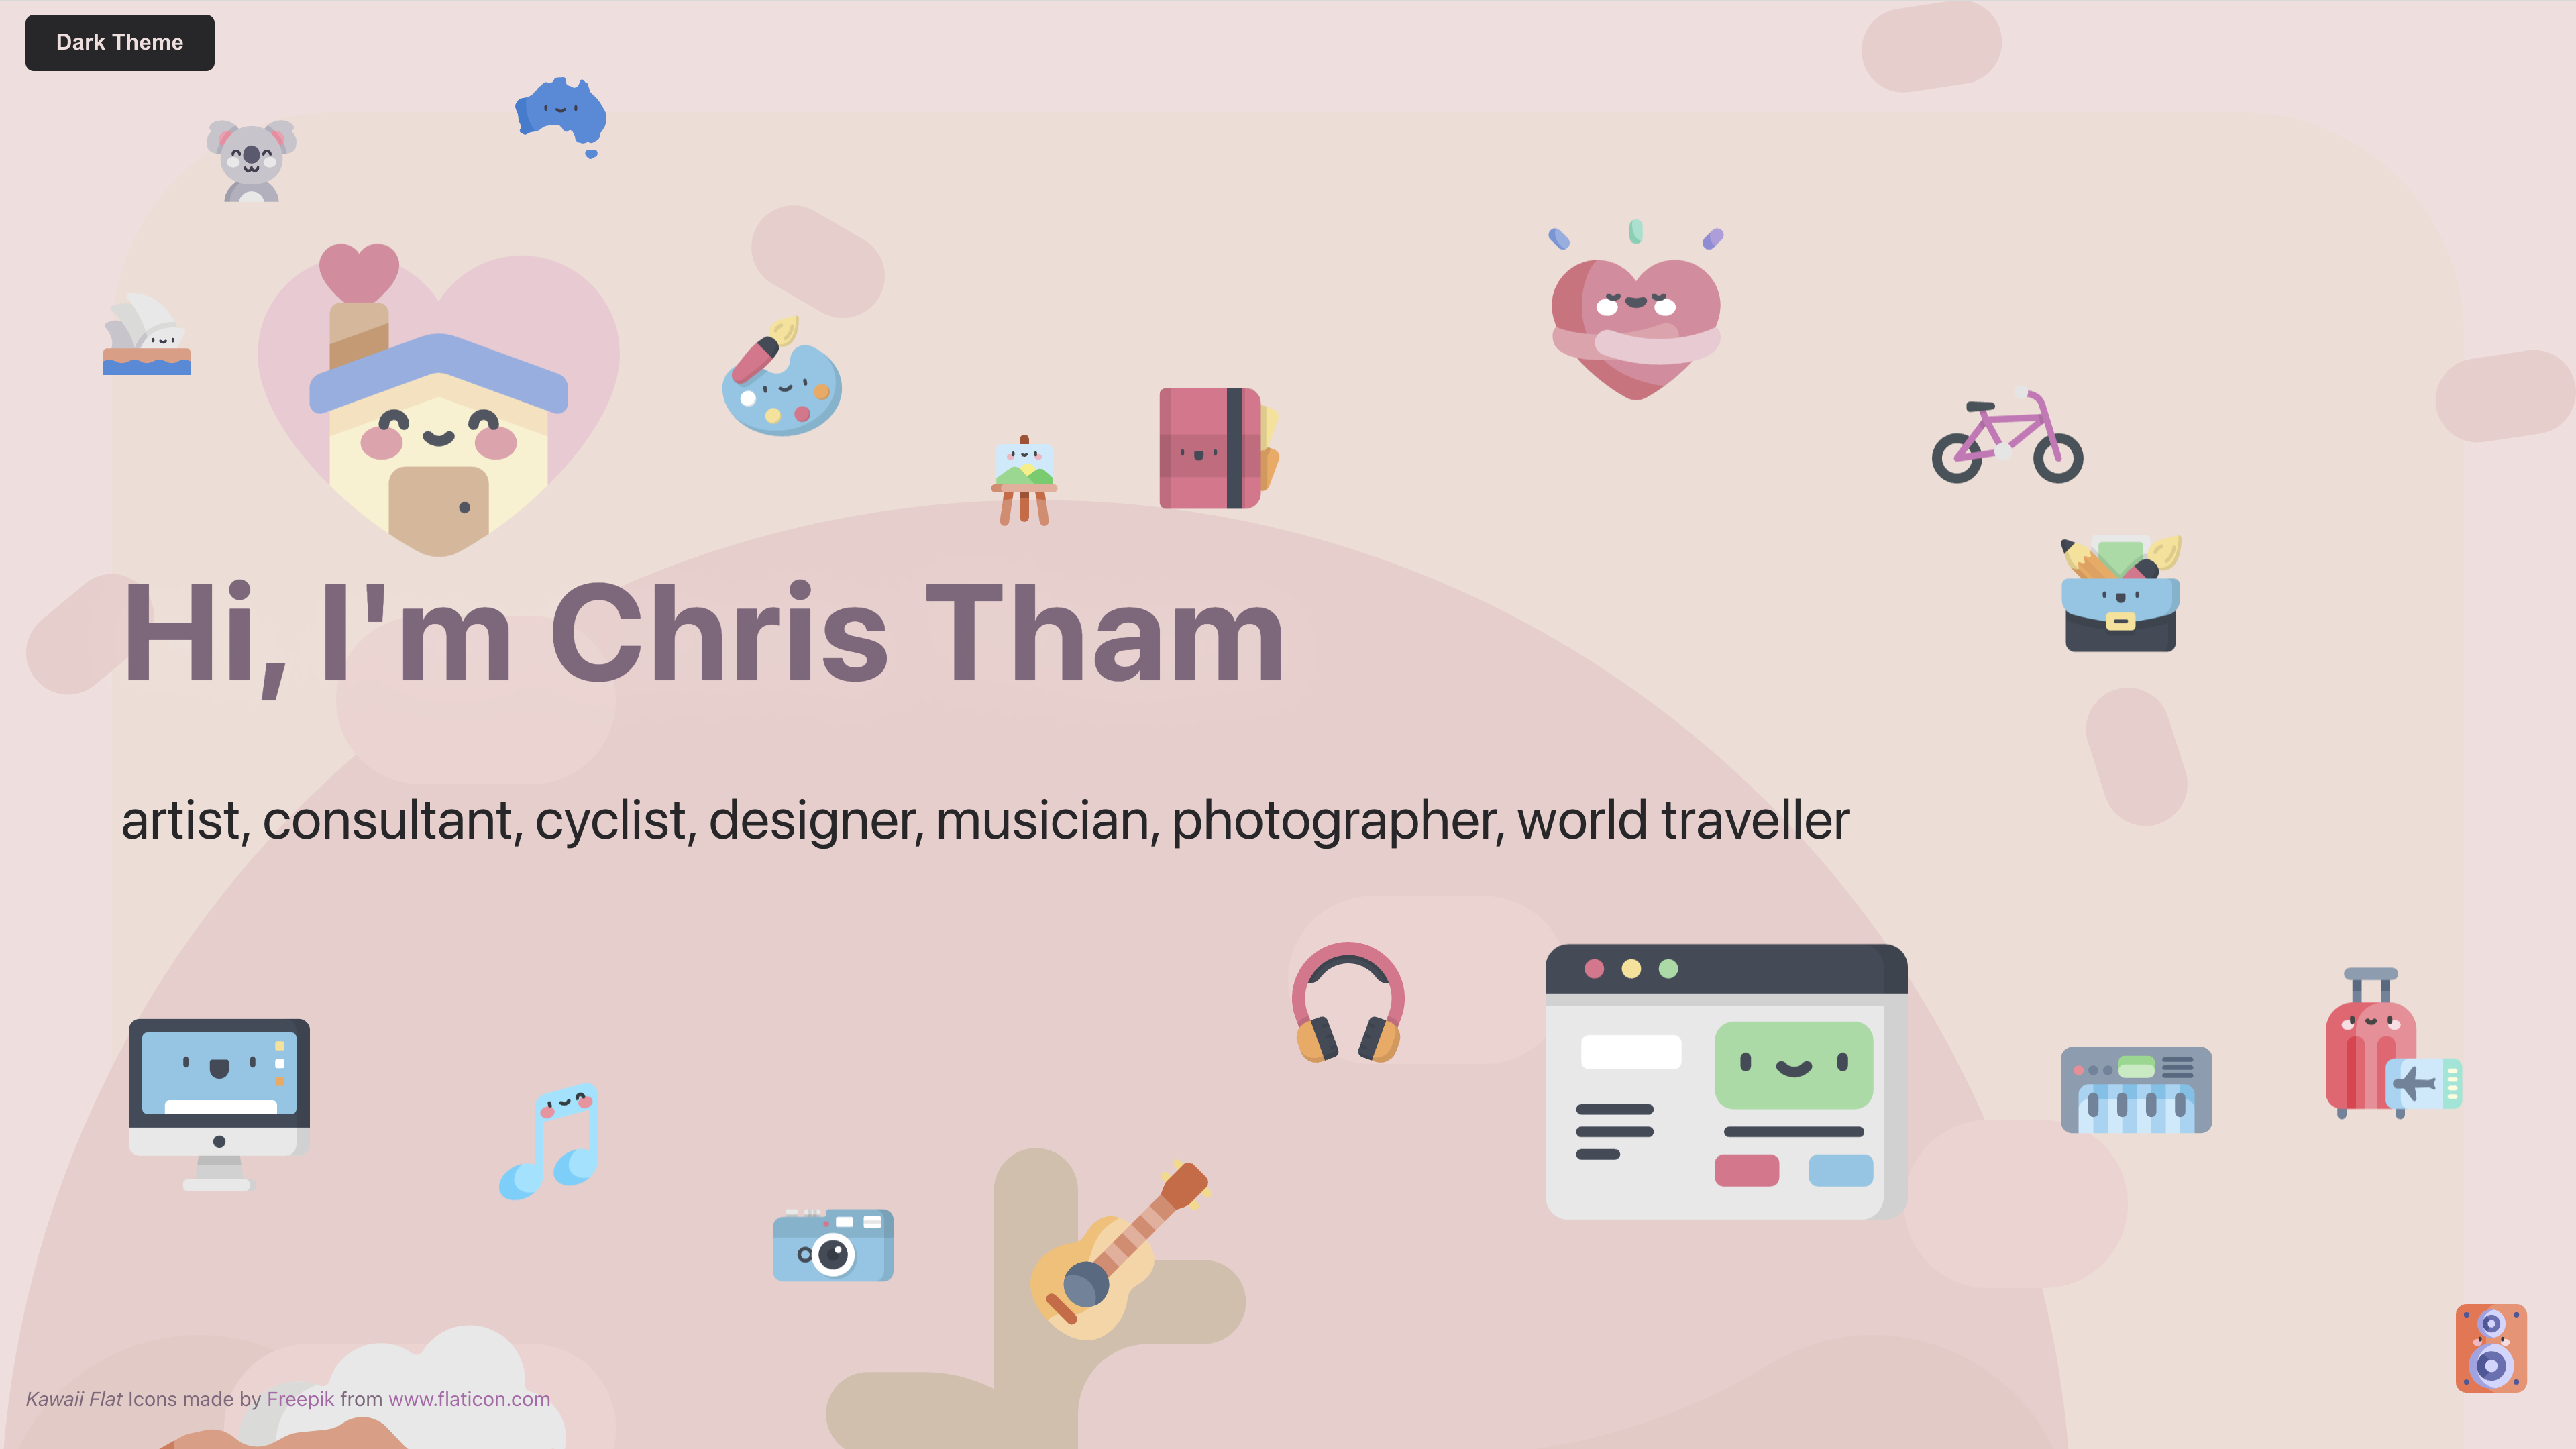 Dark Theme
Hi, I'm Chris Tham
artist, consultant, cyclist, designer, musician, photographer, world traveller
Kawaii Flat Icons made by Freepik from www.flaticon.com